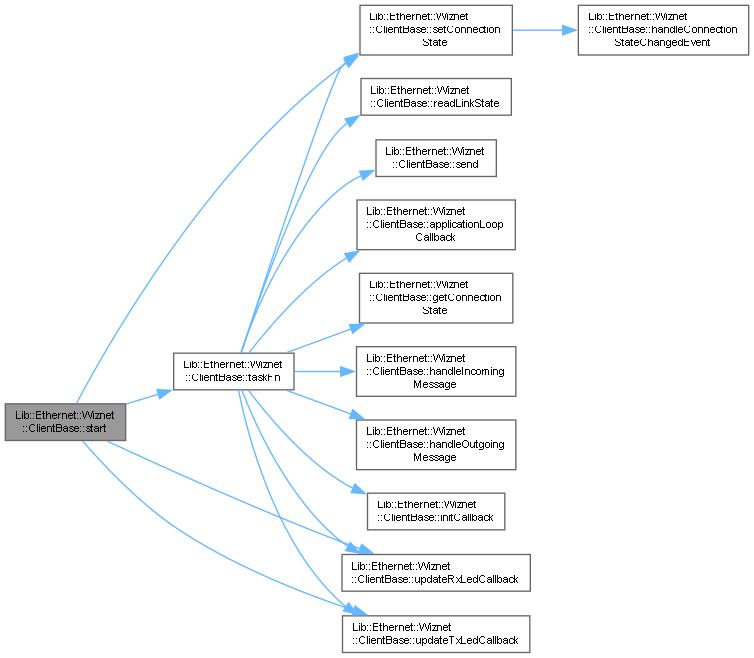 Lib::Ethernet::Wiznet
::ClientBase::setConnection
State
Lib::Ethernet::Wiznet
::ClientBase::handleConnection
StateChangedEvent
Lib::Ethernet::Wiznet
::ClientBase::readLinkState
Lib::Ethernet::Wiznet
::ClientBase::send
Lib::Ethernet::Wiznet
::ClientBase::applicationLoop
Callback
Lib::Ethernet::Wiznet
::ClientBase::getConnection
State
Lib::Ethernet::Wiznet
::ClientBase::taskFn
Lib::Ethernet::Wiznet
::ClientBase::handleIncoming
Message
Lib::Ethernet::Wiznet
::ClientBase::start
Lib::Ethernet::Wiznet
::ClientBase::handleOutgoing
Message
Lib::Ethernet::Wiznet
::ClientBase::initCallback
Lib::Ethernet::Wiznet
::ClientBase::updateRxLedCallback
Lib::Ethernet::Wiznet
::ClientBase::updateTxLedCallback